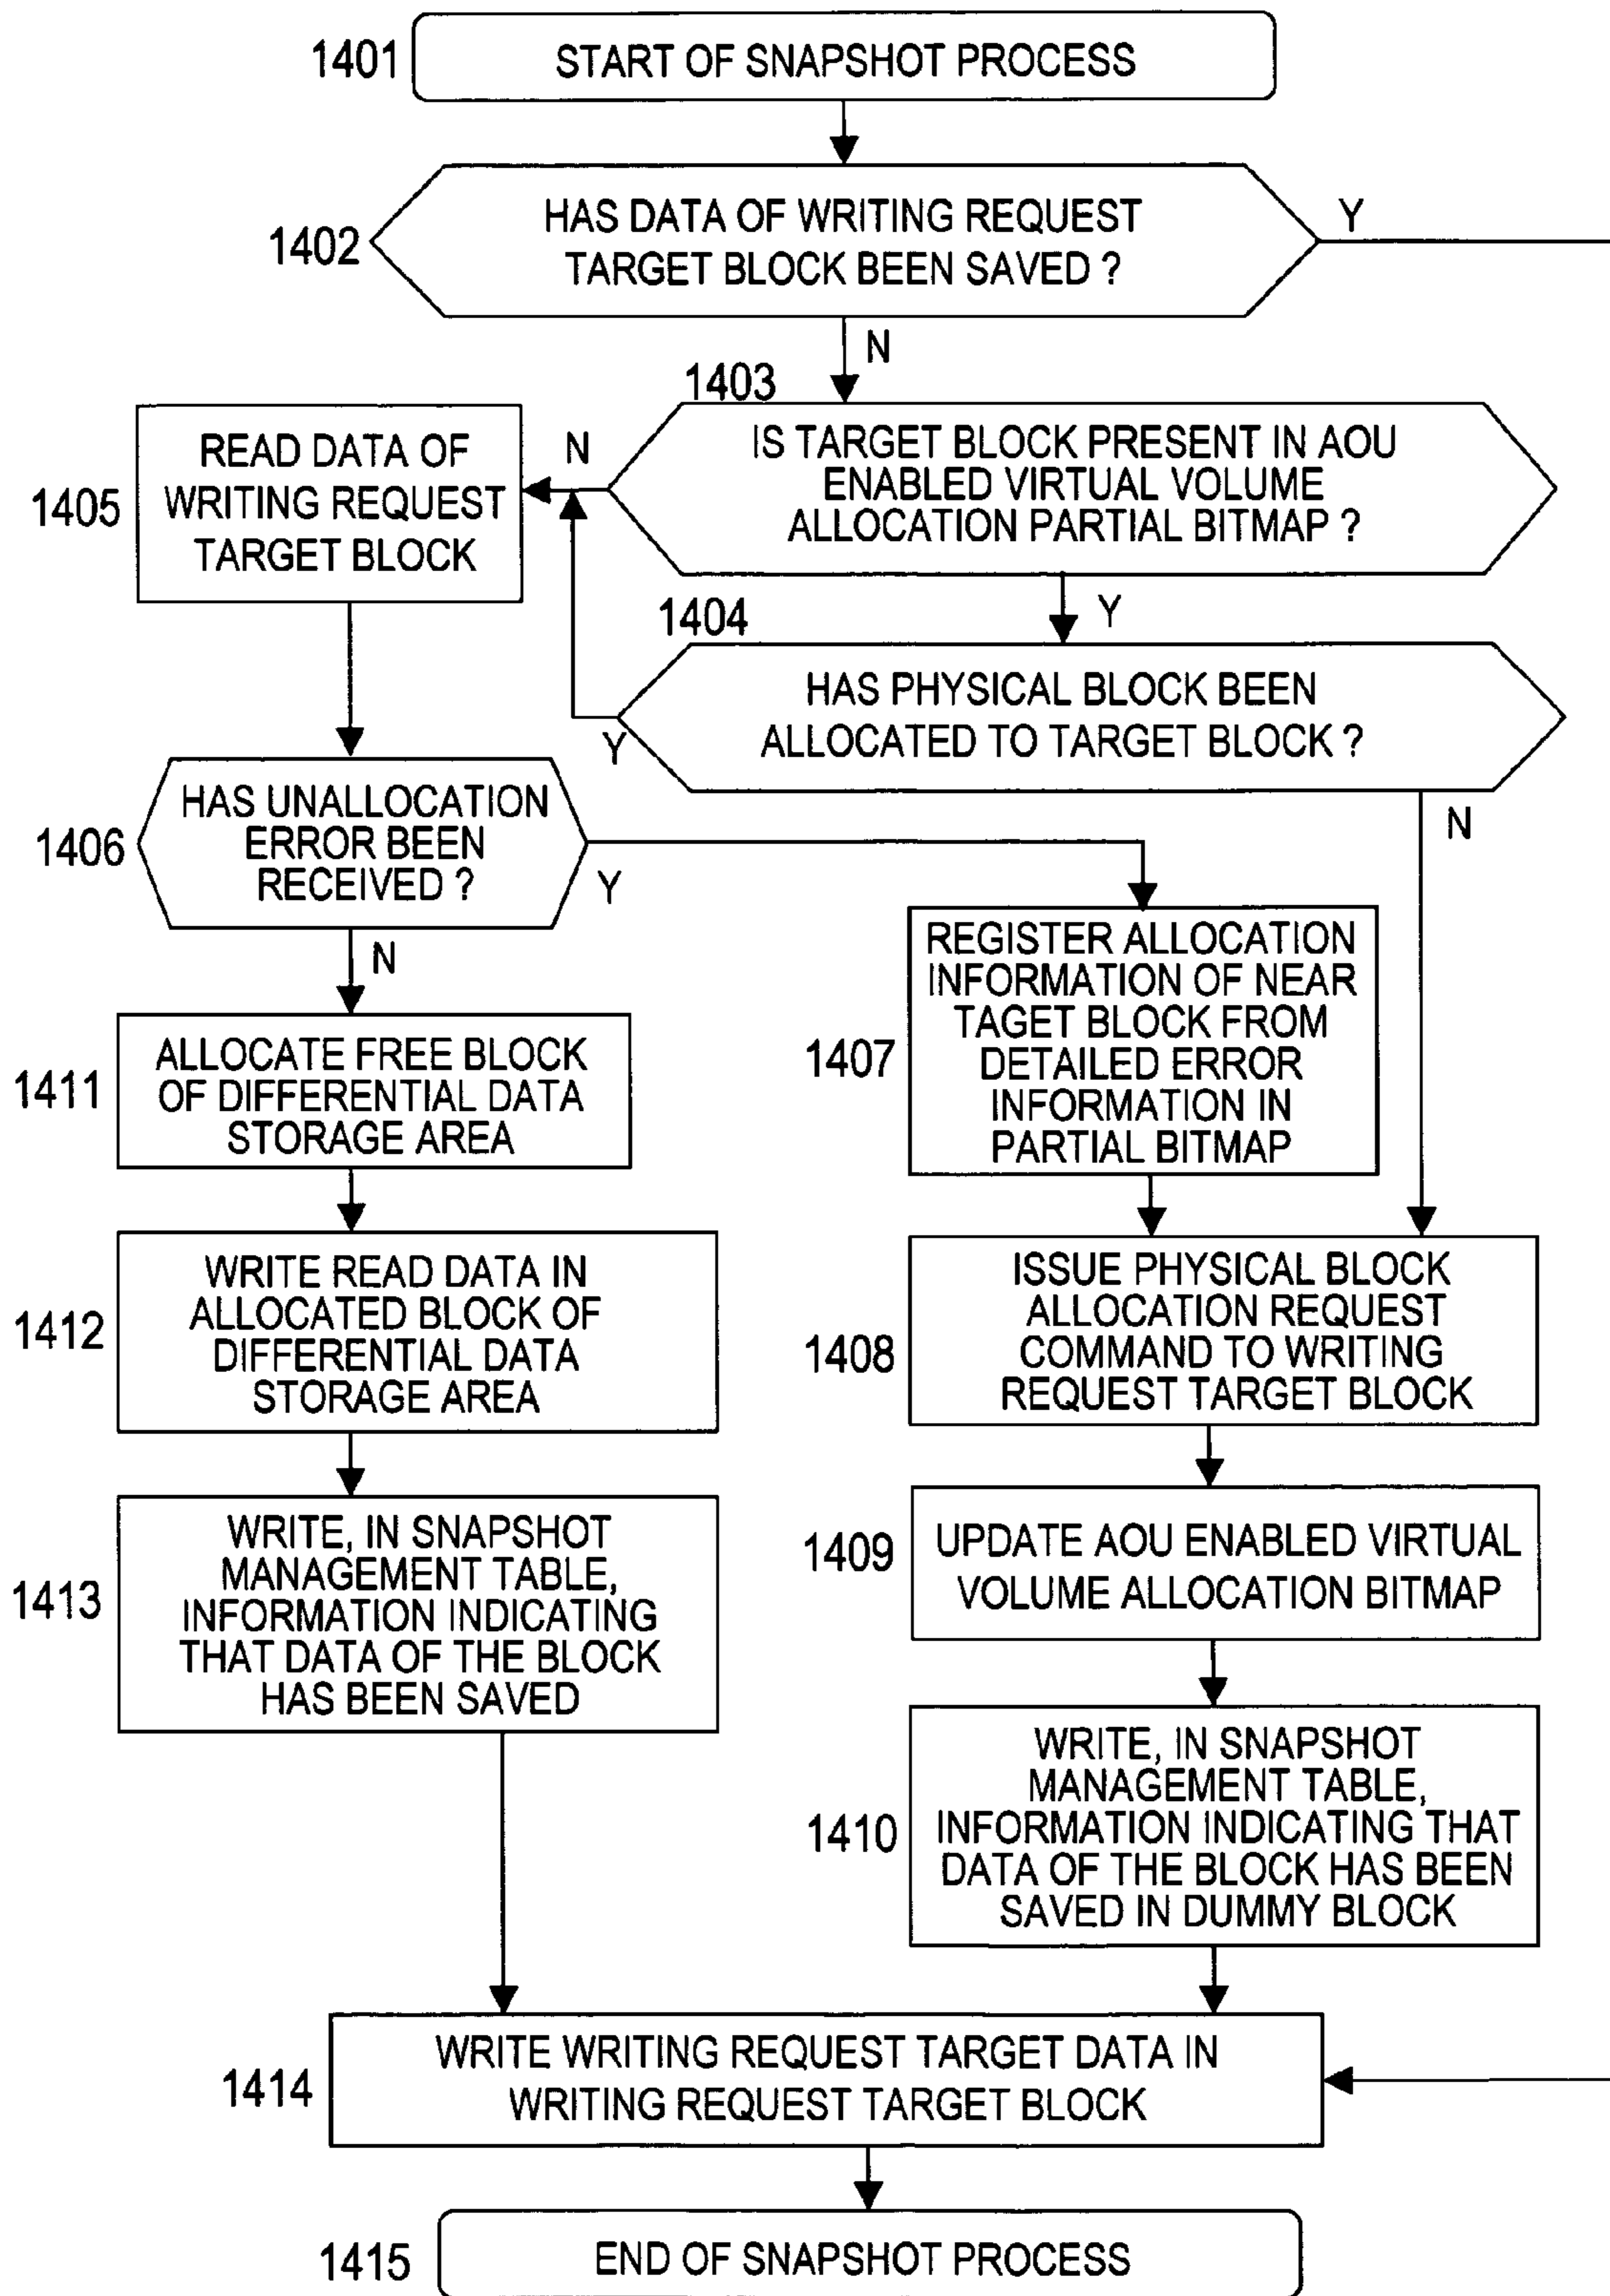 1401
START OF SNAPSHOT PROCESS
1402
HAS DATA OF WRITING REQUEST
TARGET BLOCK BEEN SAVED ?
Y
N
1403
IS TARGET BLOCK PRESENT IN AOU
ENABLED VIRTUAL VOLUME
ALLOCATION PARTIAL BITMAP ?
N
Y
1405
READ DATA OF
WRITING REQUEST
TARGET BLOCK
1404
HAS PHYSICAL BLOCK BEEN
ALLOCATED TO TARGET BLOCK ?
Y
N
1406
HAS UNALLOCATION
ERROR BEEN
RECEIVED ?
Y
N
1407
REGISTER ALLOCATION
INFORMATION OF NEAR
TAGET BLOCK FROM
DETAILED ERROR
INFORMATION IN
PARTIAL BITMAP
1411
ALLOCATE FREE BLOCK
OF DIFFERENTIAL DATA
STORAGE AREA
1412
WRITE READ DATA IN
ALLOCATED BLOCK OF
DIFFERENTIAL DATA
STORAGE AREA
1408
ISSUE PHYSICAL BLOCK
ALLOCATION REQUEST
COMMAND TO WRITING
REQUEST TARGET BLOCK
1413
WRITE, IN SNAPSHOT
MANAGEMENT TABLE,
INFORMATION INDICATING
THAT DATA OF THE BLOCK
HAS BEEN SAVED
1409
UPDATE AOU ENABLED VIRTUAL
VOLUME ALLOCATION BITMAP
1410
WRITE, IN SNAPSHOT
MANAGEMENT TABLE,
INFORMATION INDICATING THAT
DATA OF THE BLOCK HAS BEEN
SAVED IN DUMMY BLOCK
1414
WRITE WRITING REQUEST TARGET DATA IN
WRITING REQUEST TARGET BLOCK
1415
END OF SNAPSHOT PROCESS